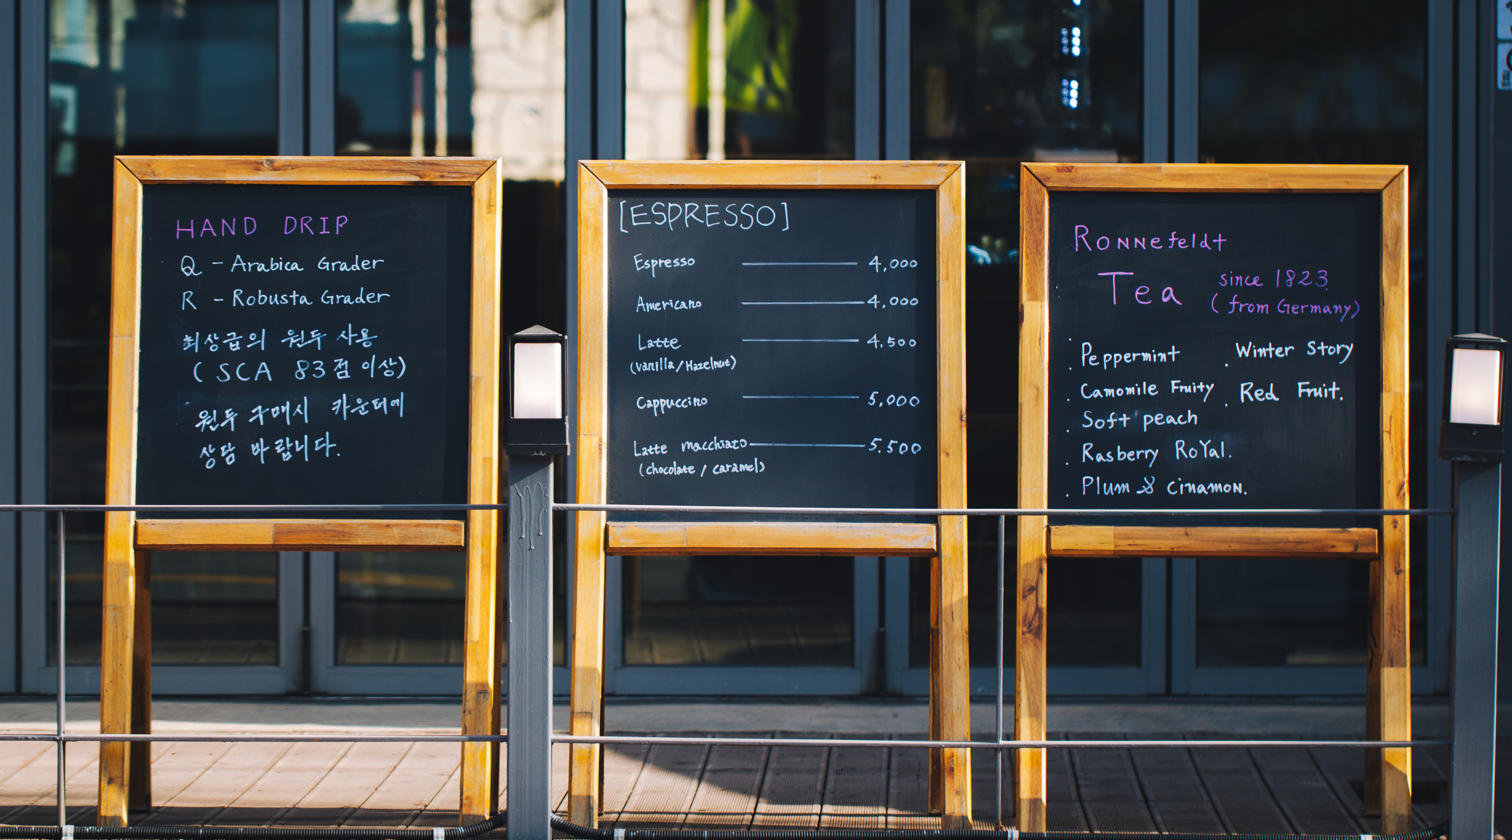 HAND DRIP
Q - Arabica Grader
R - Robusta Grader
최상급의 원두 사용
( SCA 83점 이상)
원두 구매시 카운터에
상담 바랍니다.
[ESPRESSO]
Espresso 4,000
Americano 4,000
Latte 4,500
(vanilla / Hazelnut)
Cappuccino 5,000
Latte macchiato 5.500
(chocolate / caramel)
Ronnefeldt
Tea since 1823
(from Germany)
. Peppermint . Winter Story
. Camomile Fruity . Red Fruit.
. Soft peach
. Rasberry RoYal.
. Plum & Cinamon.